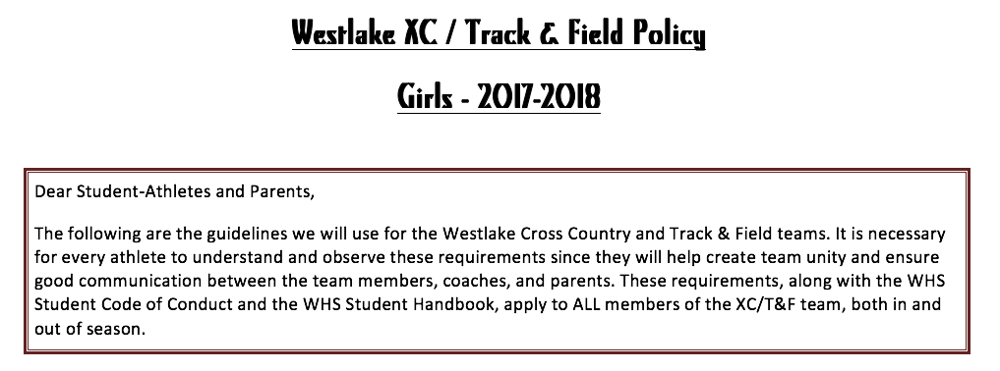 Westlake XC / Track & Field Policy
Girls - 2017-2018
Dear Student-Athletes and Parents,
The following are the guidelines we will use for the Westlake Cross Country and Track & Field teams. It is necessary
for every athlete to understand and observe these requirements since they will help create team unity and ensure
good communication between the team members, coaches, and parents. These requirements, along with the WHS
Student Code of Conduct and the WHS Student Handbook, apply to ALL members of the XC/T&F team, both in and
out of season.